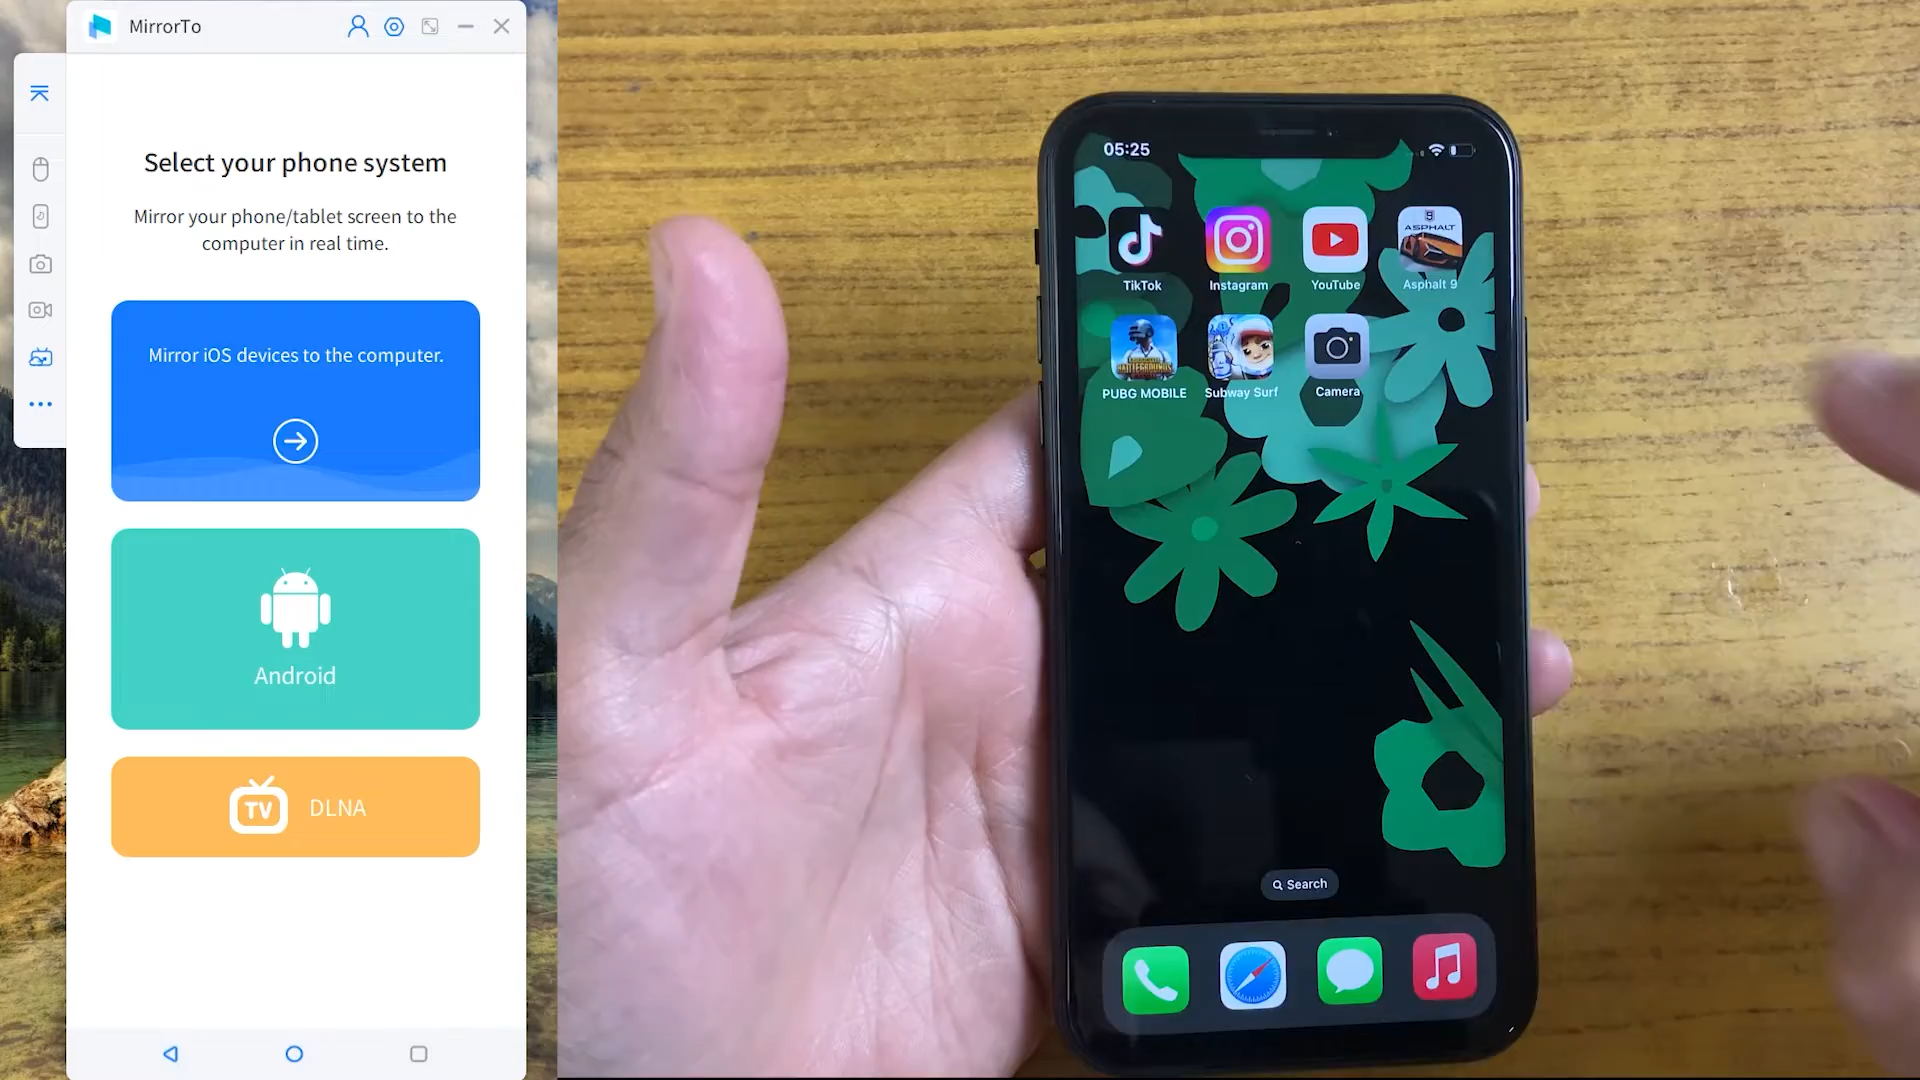 MirrorTo
Select your phone system
Mirror your phone/tablet screen to the
computer in real time.
Mirror iOS devices to the computer.
Android
TV
DLNA
05:25
9
ASPHALT
TikTok
Instagram
YouTube
Asphalt 9
BATTLEGROUNDS
PUBG MOBILE
Subway Surf
Camera
Search